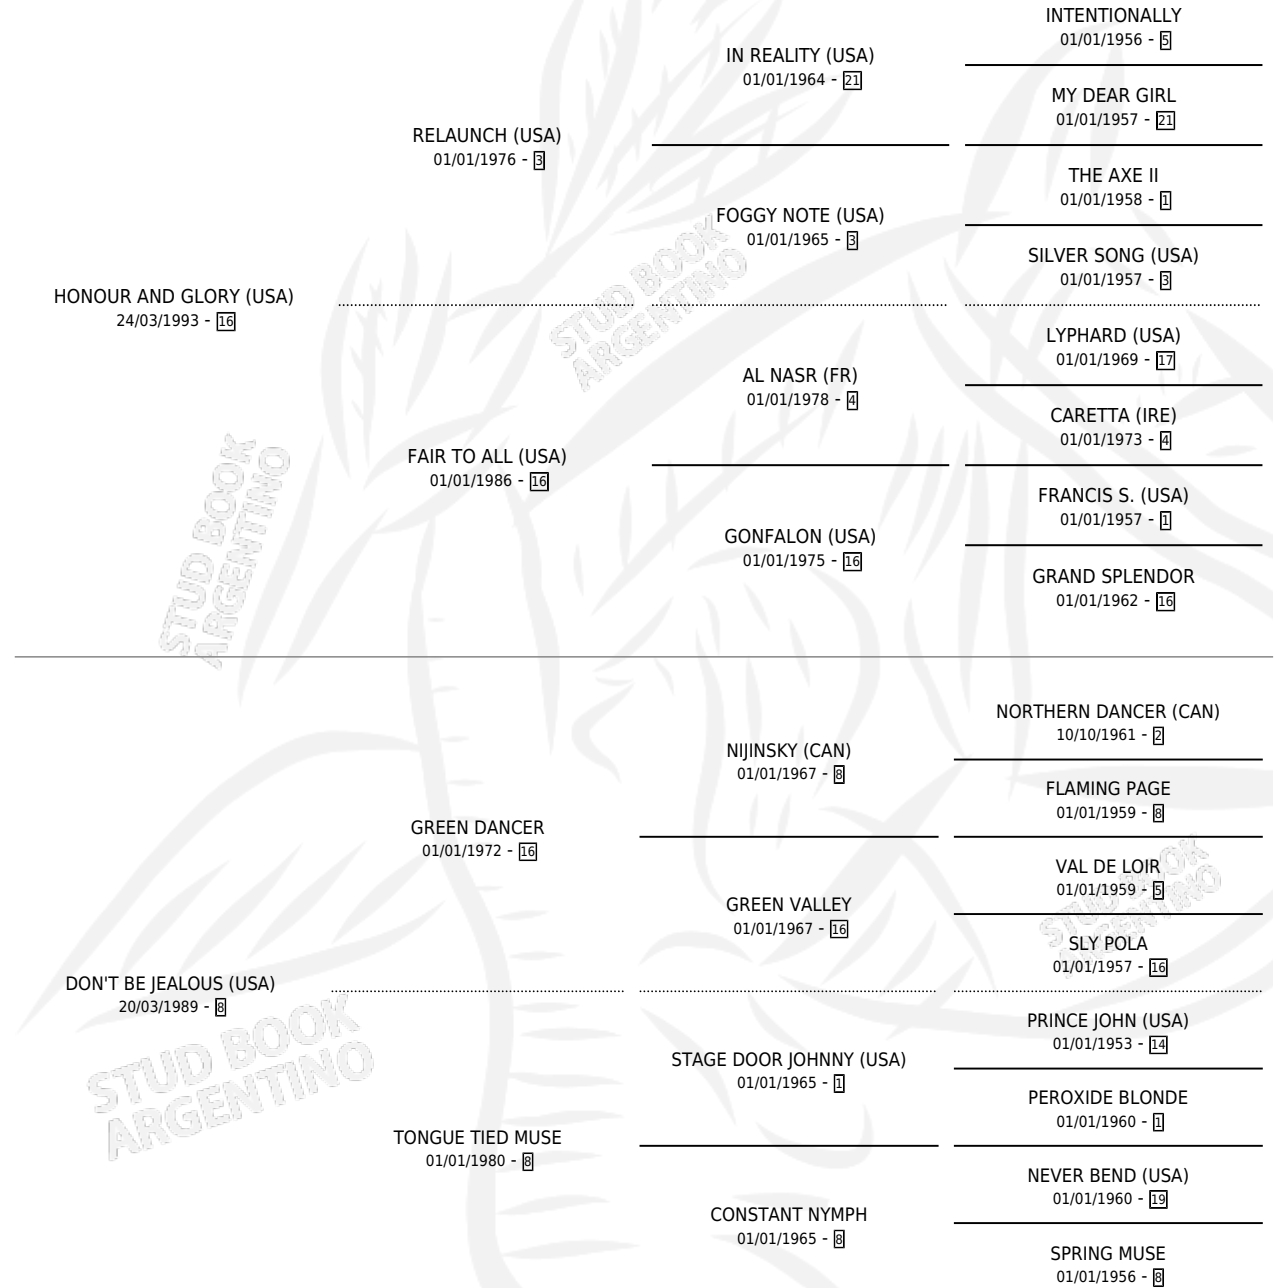 INTENTIONALLY
01/01/1956 - 5
IN REALITY (USA)
01/01/1964 - 21
MY DEAR GIRL
01/01/1957 - 21
RELAUNCH (USA)
01/01/1976 - 3
THE AXE II
01/01/1958 - 1
FOGGY NOTE (USA)
01/01/1965 - 3
SILVER SONG (USA)
01/01/1957 - 3
HONOUR AND GLORY (USA)
24/03/1993 - 16
LYPHARD (USA)
01/01/1969 - 17
AL NASR (FR)
01/01/1978 - 4
CARETTA (IRE)
01/01/1973 - 4
FAIR TO ALL (USA)
01/01/1986 - 16
FRANCIS S. (USA)
01/01/1957 - 1
GONFALON (USA)
01/01/1975 - 16
GRAND SPLENDOR
01/01/1962 - 16
NORTHERN DANCER (CAN)
10/10/1961 - 2
NIJINSKY (CAN)
01/01/1967 - 8
FLAMING PAGE
01/01/1959 - 8
GREEN DANCER
01/01/1972 - 16
VAL DE LOIR
01/01/1959 - 5
GREEN VALLEY
01/01/1967 - 16
SLY POLA
01/01/1957 - 16
DON'T BE JEALOUS (USA)
20/03/1989 - 8
PRINCE JOHN (USA)
01/01/1953 - 14
STAGE DOOR JOHNNY (USA)
01/01/1965 - 1
PEROXIDE BLONDE
01/01/1960 - 1
TONGUE TIED MUSE
01/01/1980 - 8
NEVER BEND (USA)
01/01/1960 - 19
CONSTANT NYMPH
01/01/1965 - 8
SPRING MUSE
01/01/1956 - 8
STUD BOOK
ARGENTINO
STUD BOOK
ARGENTINO
STUD BOOK
ARGENTINO
STUD BOOK
ARGENTINO